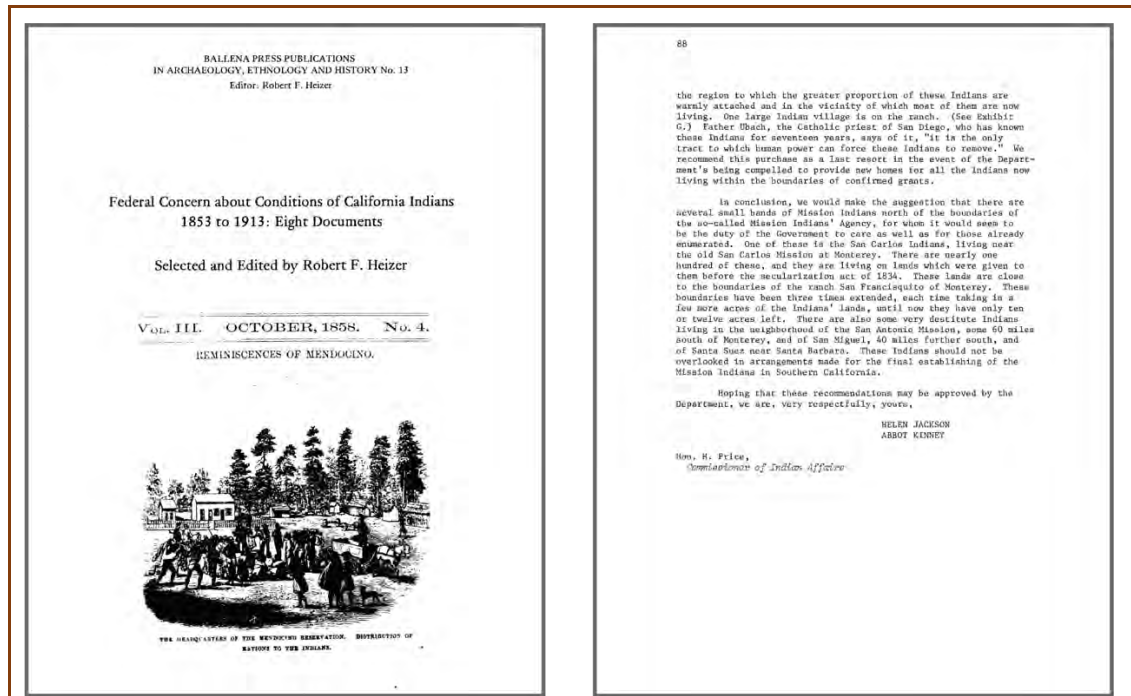 BALLENA PRESS PUBLICATIONS
IN ARCHAEOLOGY, ETHNOLOGY AND HISTORY No. 13
Editor: Robert F. Heizer
Federal Concern about Conditions of California Indians
1853 to 1913: Eight Documents
Selected and Edited by Robert F. Heizer
VOL. III. OCTOBER, 1858. No. 4.
REMINISCENCES OF MENDOCINO.
THE HEADQUARTERS OF THE MENDOCINO RESERVATION. DISTRIBUTION OF
RATIONS TO THE INDIANS.
88
the region to which the greater proportion of these Indians are
warmly attached and in the vicinity of which most of them are now
living. One large Indian village is on the ranch. (See Exhibit
G.) Father Ubach, the Catholic priest of San Diego, who has known
these Indians for seventeen years, says of it, "it is the only
tract to which human power can force these Indians to remove." We
recommend this purchase as a last resort in the event of the Depart-
ment's being compelled to provide new homes for all the Indians now
living within the boundaries of confirmed grants.
In conclusion, we would make the suggestion that there are
several small bands of Mission Indians north of the boundaries of
the so-called Mission Indians' Agency, for whom it would seem to
be the duty of the Government to care as well as for those already
enumerated. One of these is the San Carlos Indians, living near
the old San Carlos Mission at Monterey. There are nearly one
hundred of these, and they are living on lands which were given to
them before the secularization act of 1834. These lands are close
to the boundaries of the ranch San Francisquito of Monterey. These
boundaries have been three times extended, each time taking in a
few more acres of the Indians' lands, until now they have only ten
or twelve acres left. There are also some very destitute Indians
living in the neighborhood of the San Antonio Mission, some 60 miles
south of Monterey, and of San Miguel, 40 miles further south, and
of Santa Suez near Santa Barbara. These Indians should not be
overlooked in arrangements made for the final establishing of the
Mission Indians in Southern California.
Hoping that these recommendations may be approved by the
Department, we are, very respectfully, yours,
HELEN JACKSON
ABBOT KINNEY
Hon. H. Price,
Commissioner of Indian Affairs